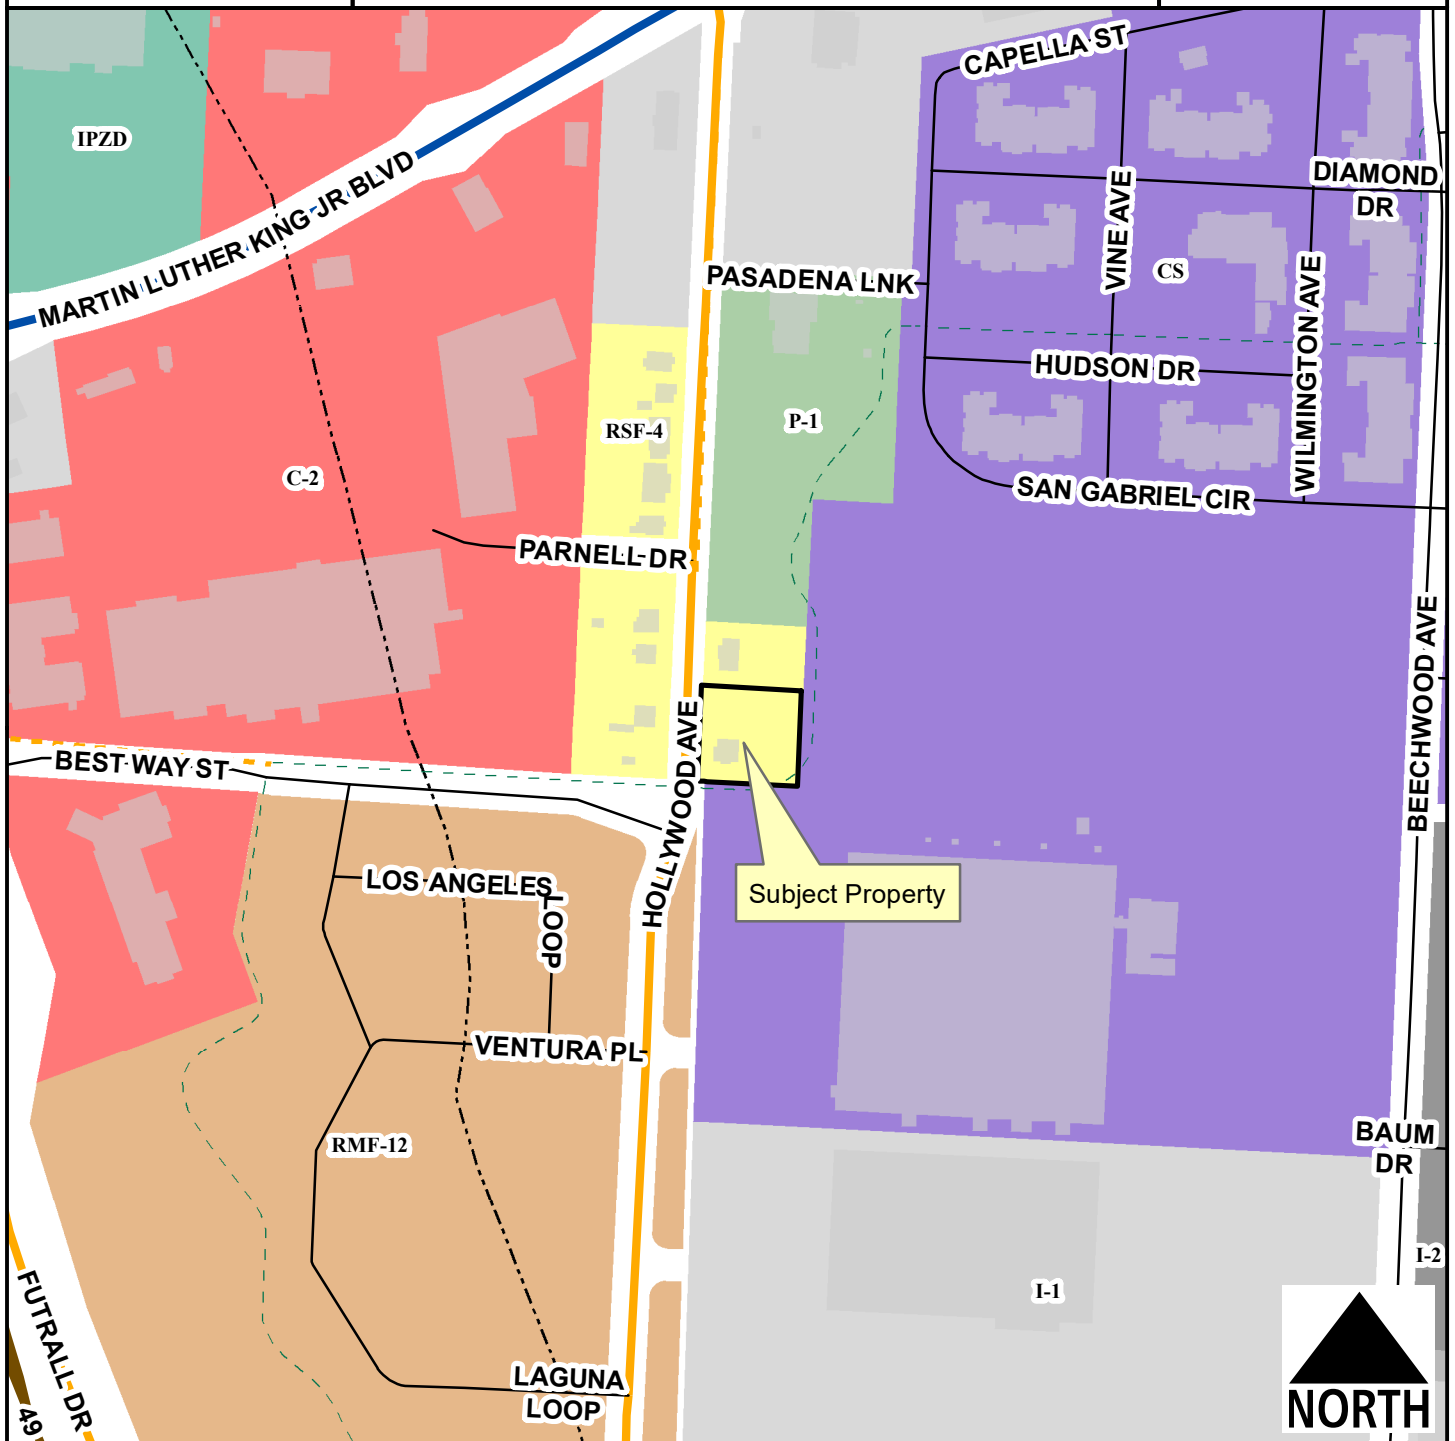 CAPELLA ST
IPZD
MARTIN LUTHER KING JR BLVD
DIAMOND
DR
VINE AVE
CS
PASADENA LNK
WILMINGTON AVE
HUDSON DR
P-1
RSF-4
C-2
SAN GABRIEL CIR
PARNELL DR
BEECHWOOD AVE
HOLLYWOOD AVE
BEST WAY ST
Subject Property
LOS ANGELES
LOOP
VENTURA PL
RMF-12
BAUM
DR
I-2
I-1
FUTRALL DR
49
LAGUNA
LOOP
NORTH